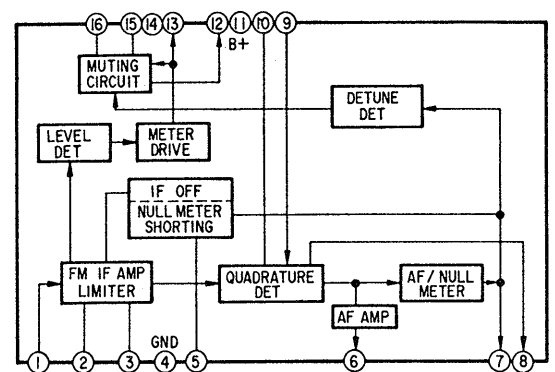 16 15 14 13 12 11 10 9
B+
MUTING
CIRCUIT
DETUNE
DET
LEVEL
DET
METER
DRIVE
IF OFF
NULL METER
SHORTING
FM IF AMP
LIMITER
QUADRATURE
DET
AF/NULL
METER
AF AMP
GND
1 2 3 4 5 6 7 8